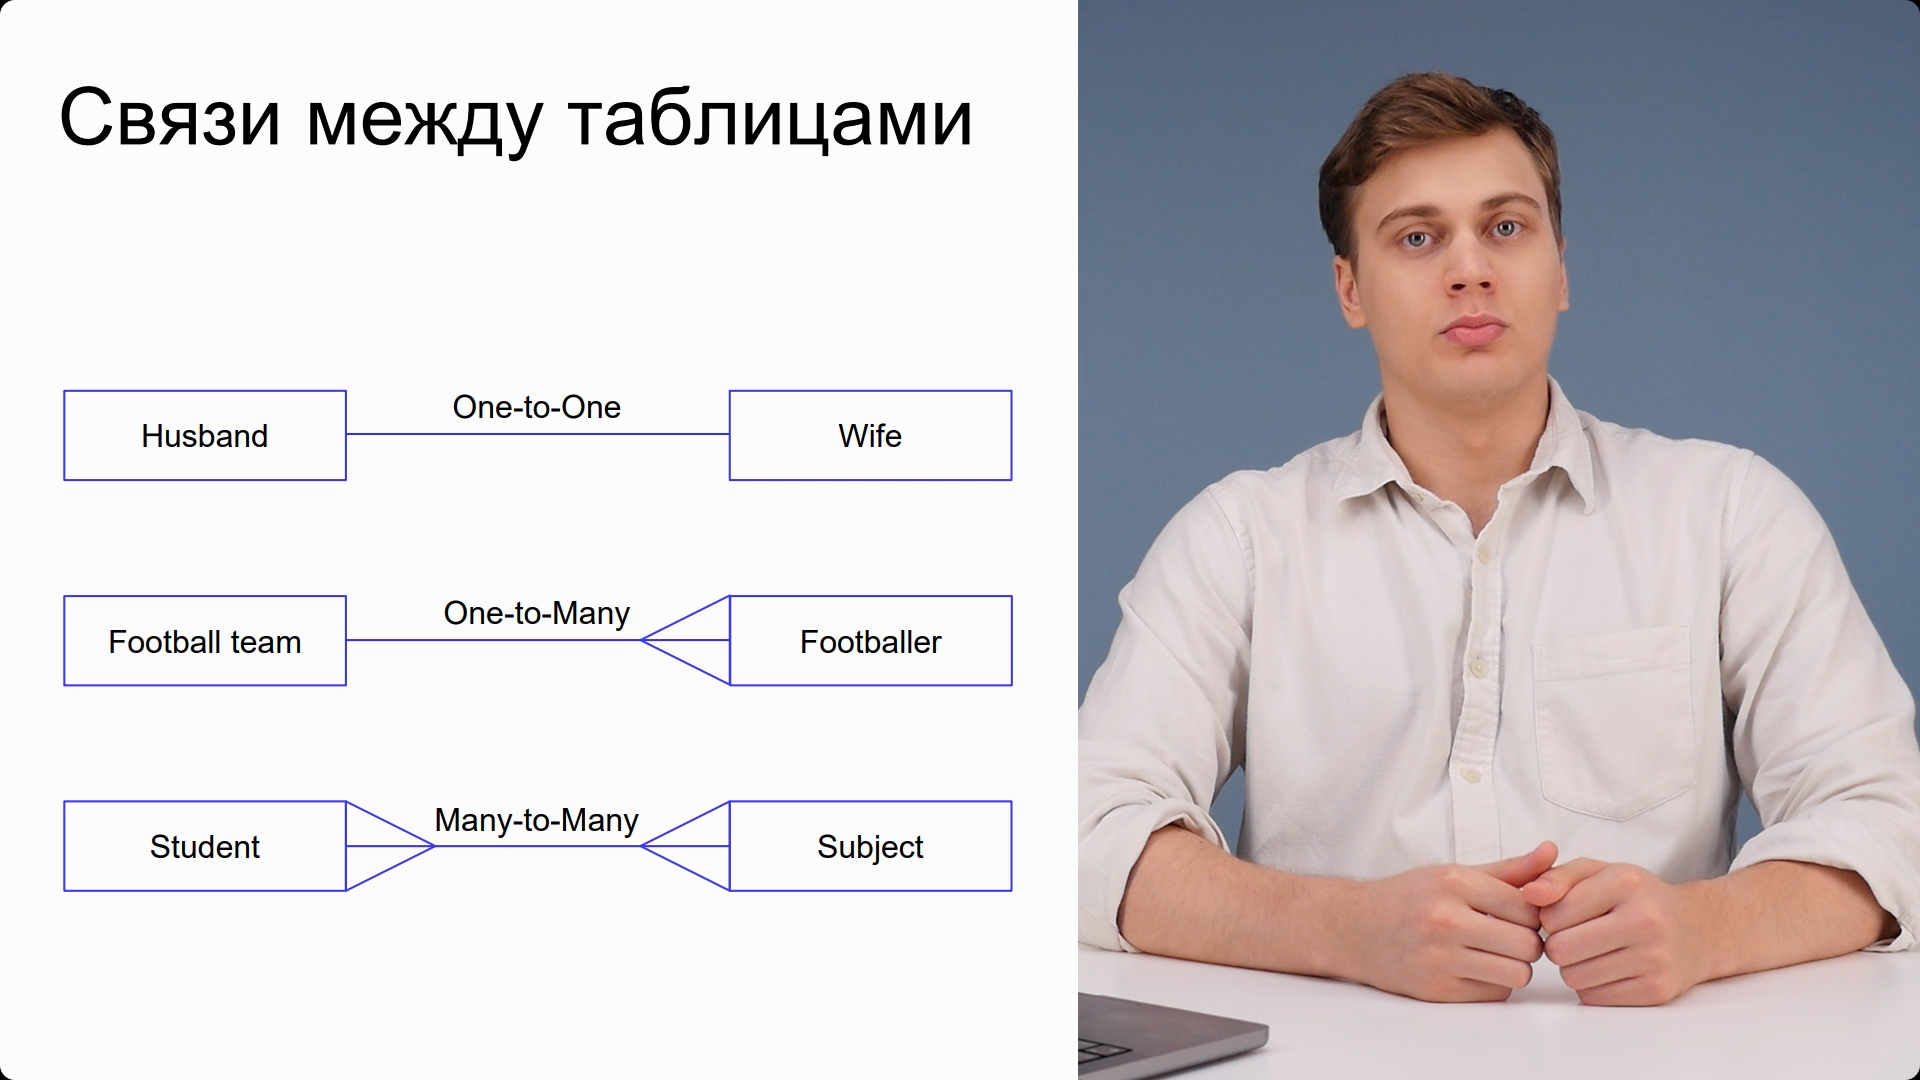 Связи между таблицами
Husband
One-to-One
Wife
Football team
One-to-Many
Footballer
Student
Many-to-Many
Subject